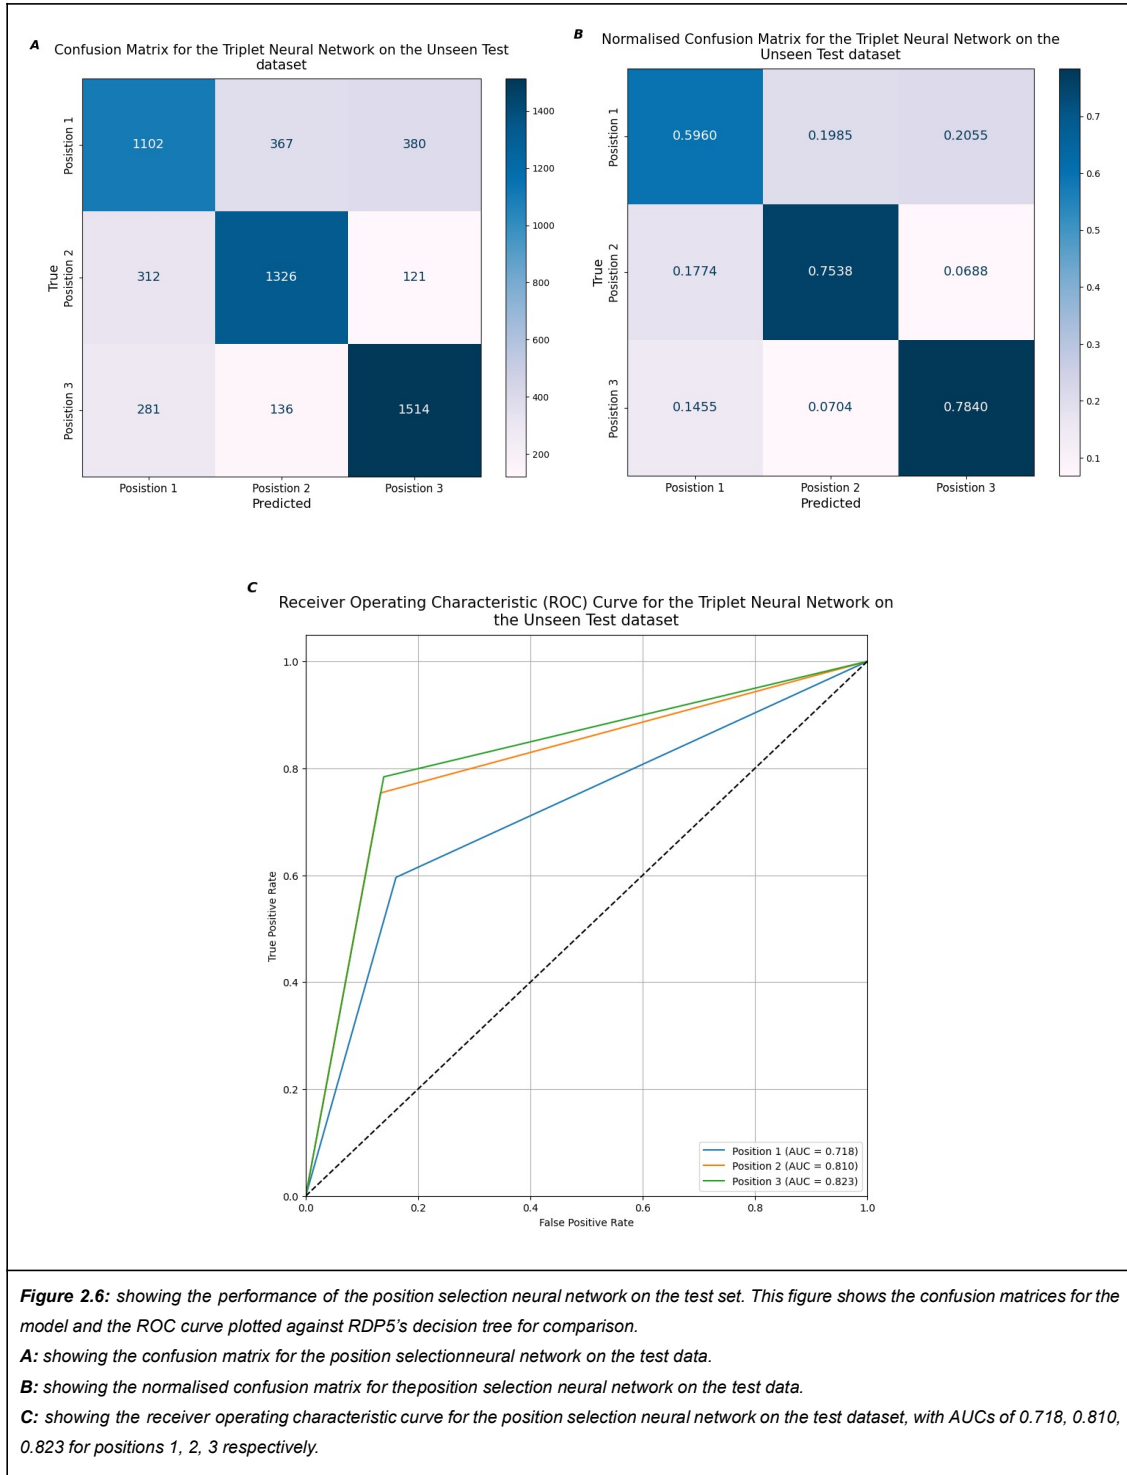 A
Confusion Matrix for the Triplet Neural Network on the Unseen Test
dataset
Posistion 1
Posistion 2
Posistion 3
True
1102 367 380
312 1326 121
281 136 1514
Posistion 1 Posistion 2 Posistion 3
Predicted
1400
1200
1000
800
600
400
200
B
Normalised Confusion Matrix for the Triplet Neural Network on the
Unseen Test dataset
Posistion 1
Posistion 2
Posistion 3
True
0.5960 0.1985 0.2055
0.1774 0.7538 0.0688
0.1455 0.0704 0.7840
Posistion 1 Posistion 2 Posistion 3
Predicted
0.7
0.6
0.5
0.4
0.3
0.2
0.1
C
Receiver Operating Characteristic (ROC) Curve for the Triplet Neural Network on
the Unseen Test dataset
True Positive Rate
1.0
0.8
0.6
0.4
0.2
0.0
0.0 0.2 0.4 0.6 0.8 1.0
False Positive Rate
Position 1 (AUC = 0.718)
Position 2 (AUC = 0.810)
Position 3 (AUC = 0.823)
Figure 2.6: showing the performance of the position selection neural network on the test set. This figure shows the confusion matrices for the
model and the ROC curve plotted against RDP5's decision tree for comparison.
A: showing the confusion matrix for the position selectionneural network on the test data.
B: showing the normalised confusion matrix for theposition selection neural network on the test data.
C: showing the receiver operating characteristic curve for the position selection neural network on the test dataset, with AUCs of 0.718, 0.810,
0.823 for positions 1, 2, 3 respectively.